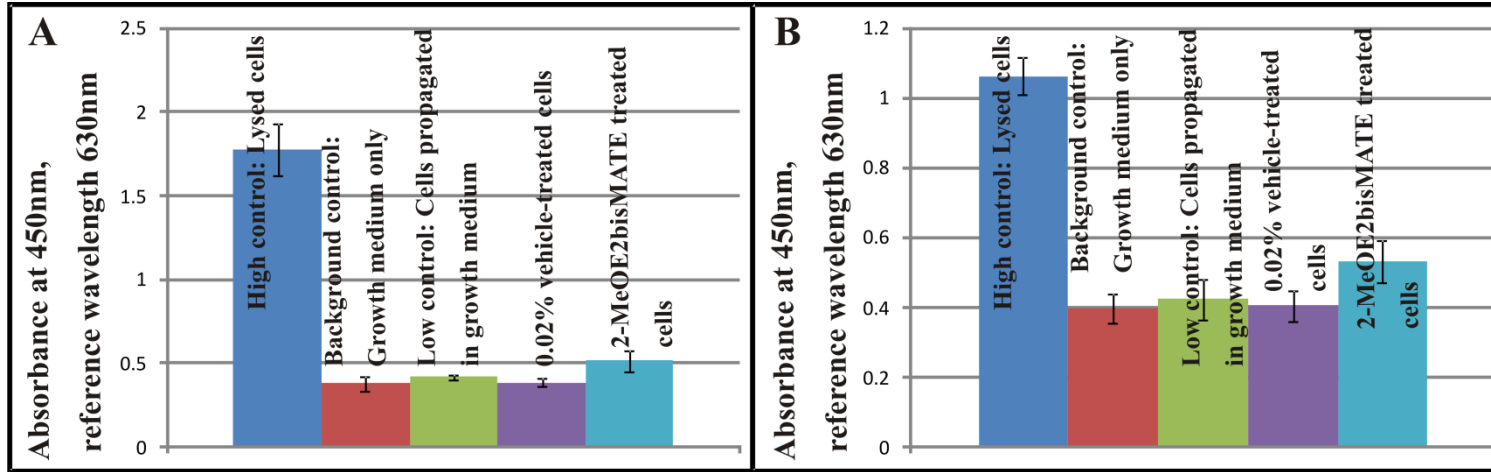 A
Absorbance at 450nm,
reference wavelength 630nm
2.5
2
1.5
1
0.5
0
High control: Lysed cells
Background control:
Growth medium only
Low control: Cells propagated
in growth medium
0.02% vehicle-treated cells
2-MeOE2bisMATE treated
cells
B
Absorbance at 450nm,
reference wavelength 630nm
1.2
1
0.8
0.6
0.4
0.2
0
High control: Lysed cells
Background control:
Growth medium only
Low control: Cells propagated
in growth medium
0.02% vehicle-treated
cells
2-MeOE2bisMATE treated
cells